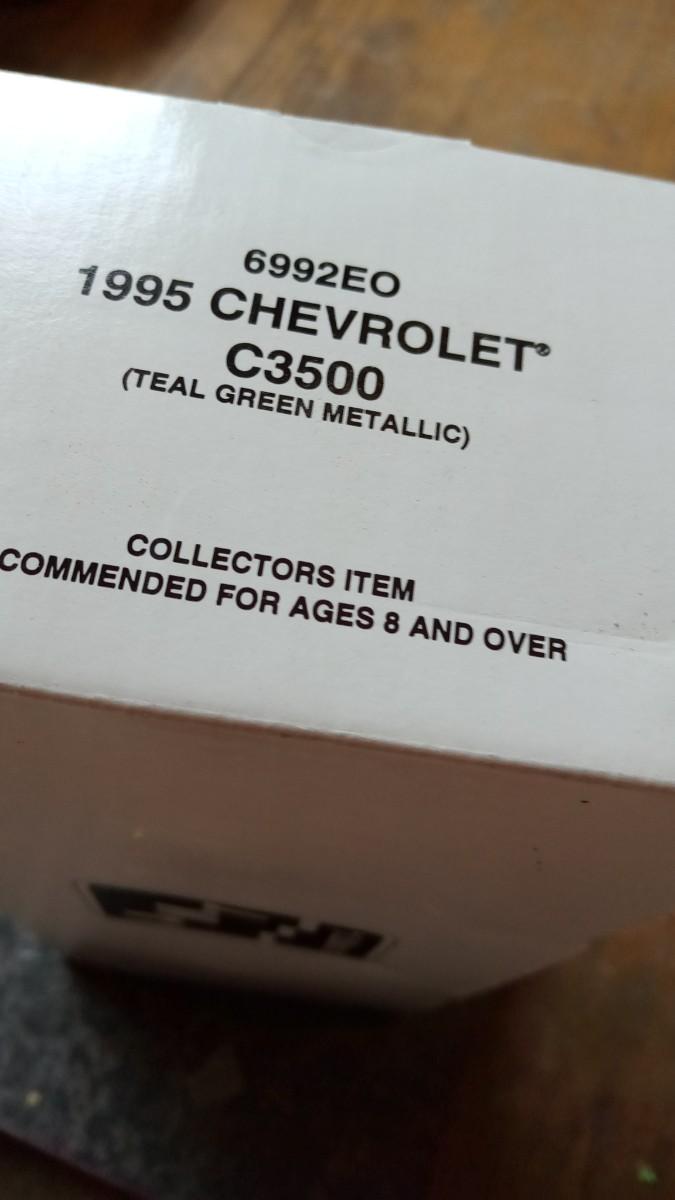 6992EO
1995 CHEVROLET®
C3500
(TEAL GREEN METALLIC)
COLLECTORS ITEM
COMMENDED FOR AGES 8 AND OVER